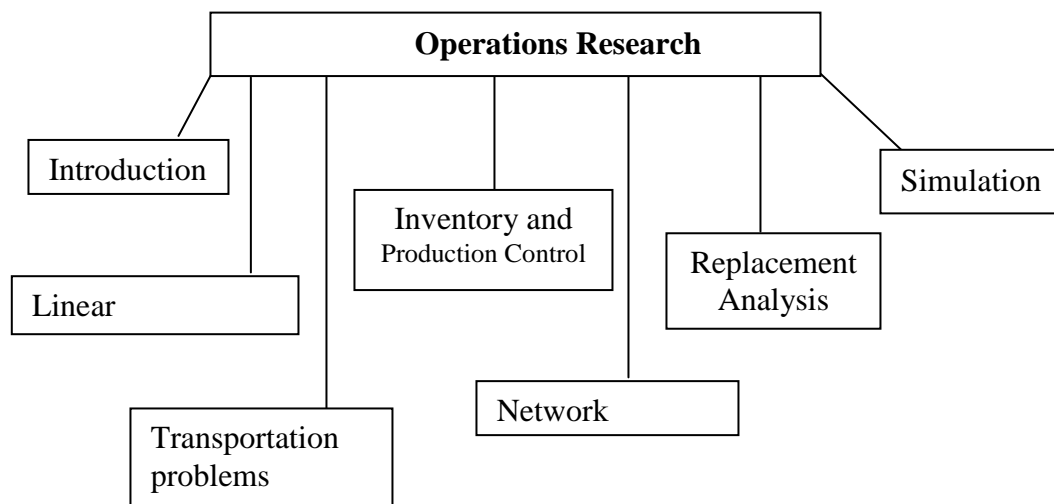 Operations Research
Introduction
Simulation
Inventory and
Production Control
Replacement
Analysis
Linear
Network
Transportation
problems